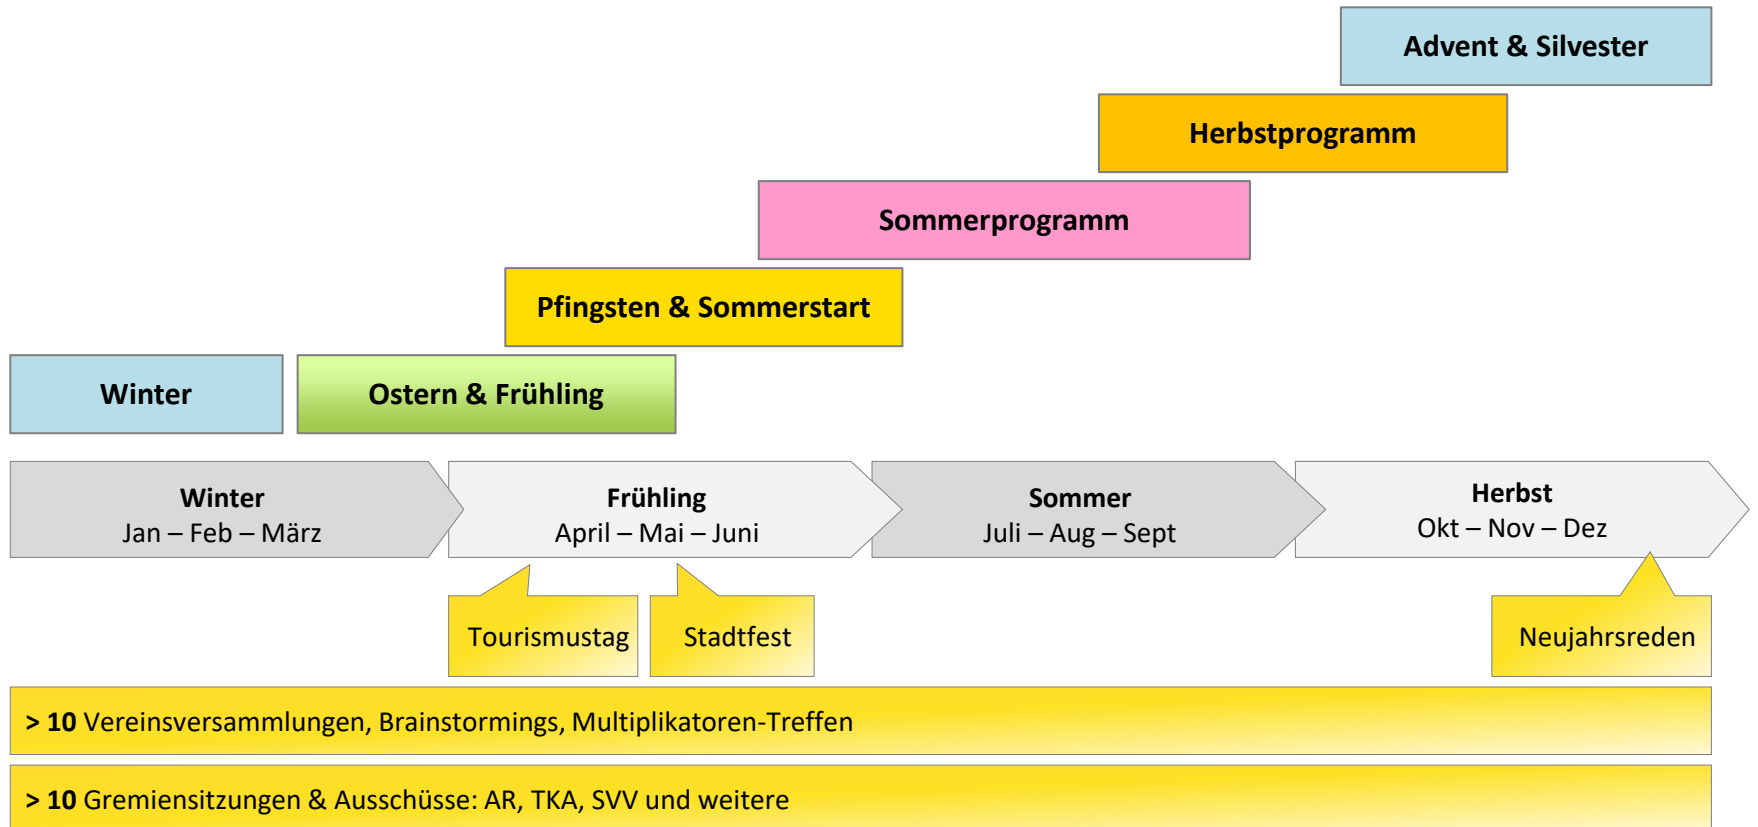 Advent & Silvester
Herbstprogramm
Sommerprogramm
Pfingsten & Sommerstart
Winter
Ostern & Frühling
Winter
Jan – Feb – März
Frühling
April – Mai – Juni
Sommer
Juli – Aug – Sept
Herbst
Okt – Nov – Dez
Tourismustag
Stadtfest
Neujahrsreden
> 10 Vereinsversammlungen, Brainstormings, Multiplikatoren-Treffen
> 10 Gremiensitzungen & Ausschüsse: AR, TKA, SVV und weitere